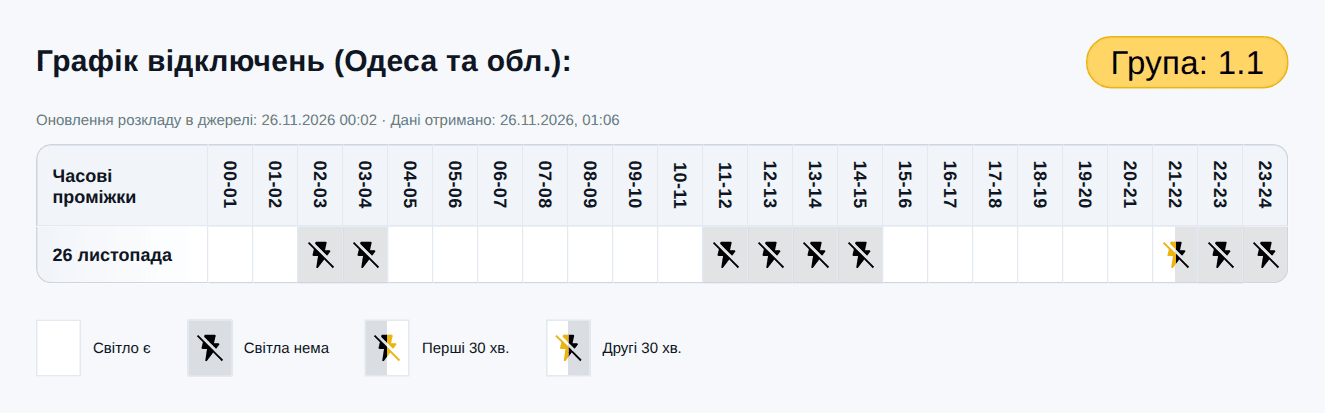 Графік відключень (Одеса та обл.):
Група: 1.1
Оновлення розкладу в джерелі: 26.11.2026 00:02 · Дані отримано: 26.11.2026, 01:06
Часові
проміжки
00-01
01-02
02-03
03-04
04-05
05-06
06-07
07-08
08-09
09-10
10-11
11-12
12-13
13-14
14-15
15-16
16-17
17-18
18-19
19-20
20-21
21-22
22-23
23-24
26 листопада
Світло є
Світла нема
Перші 30 хв.
Другі 30 хв.